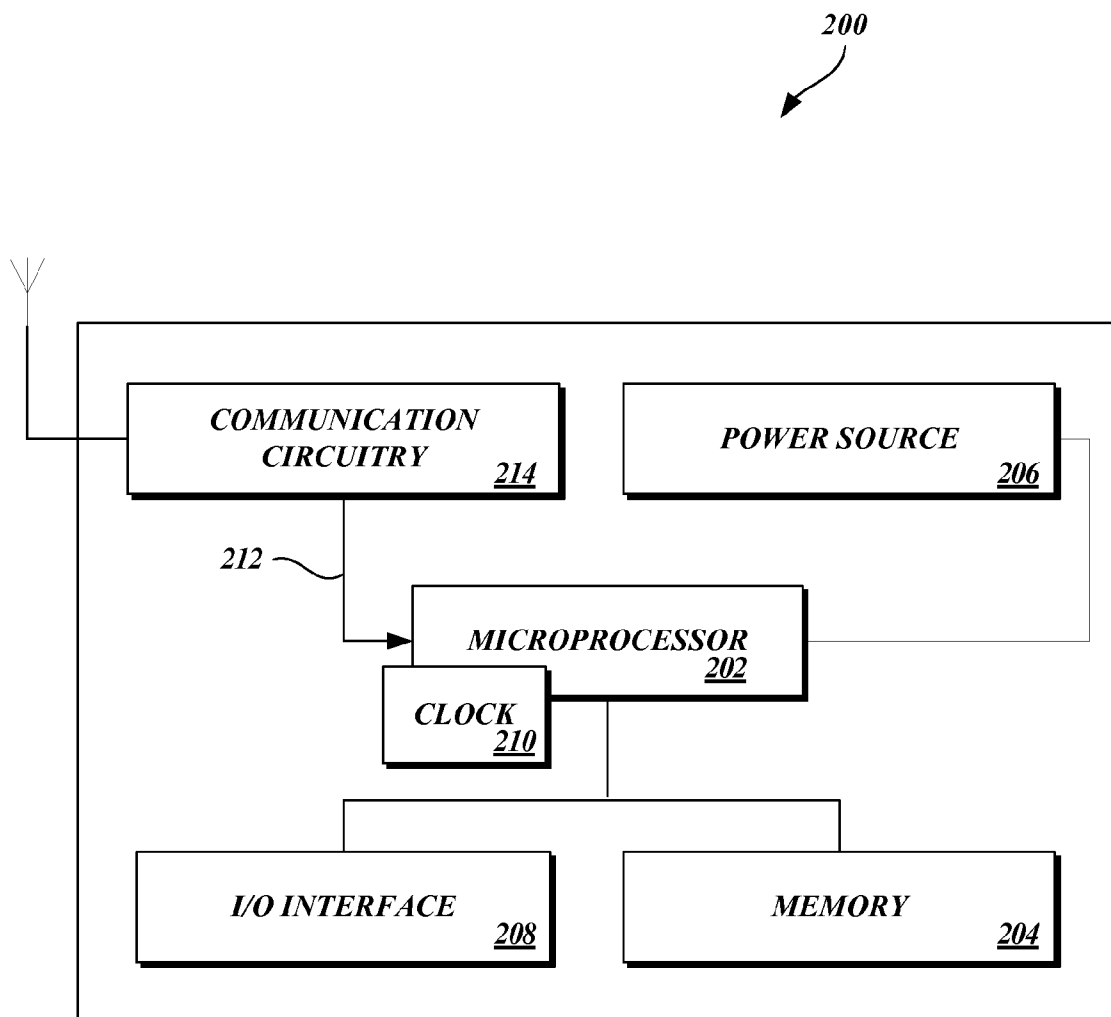 200
COMMUNICATION
CIRCUITRY
214
POWER SOURCE
206
212
MICROPROCESSOR
202
CLOCK
210
I/O INTERFACE
208
MEMORY
204